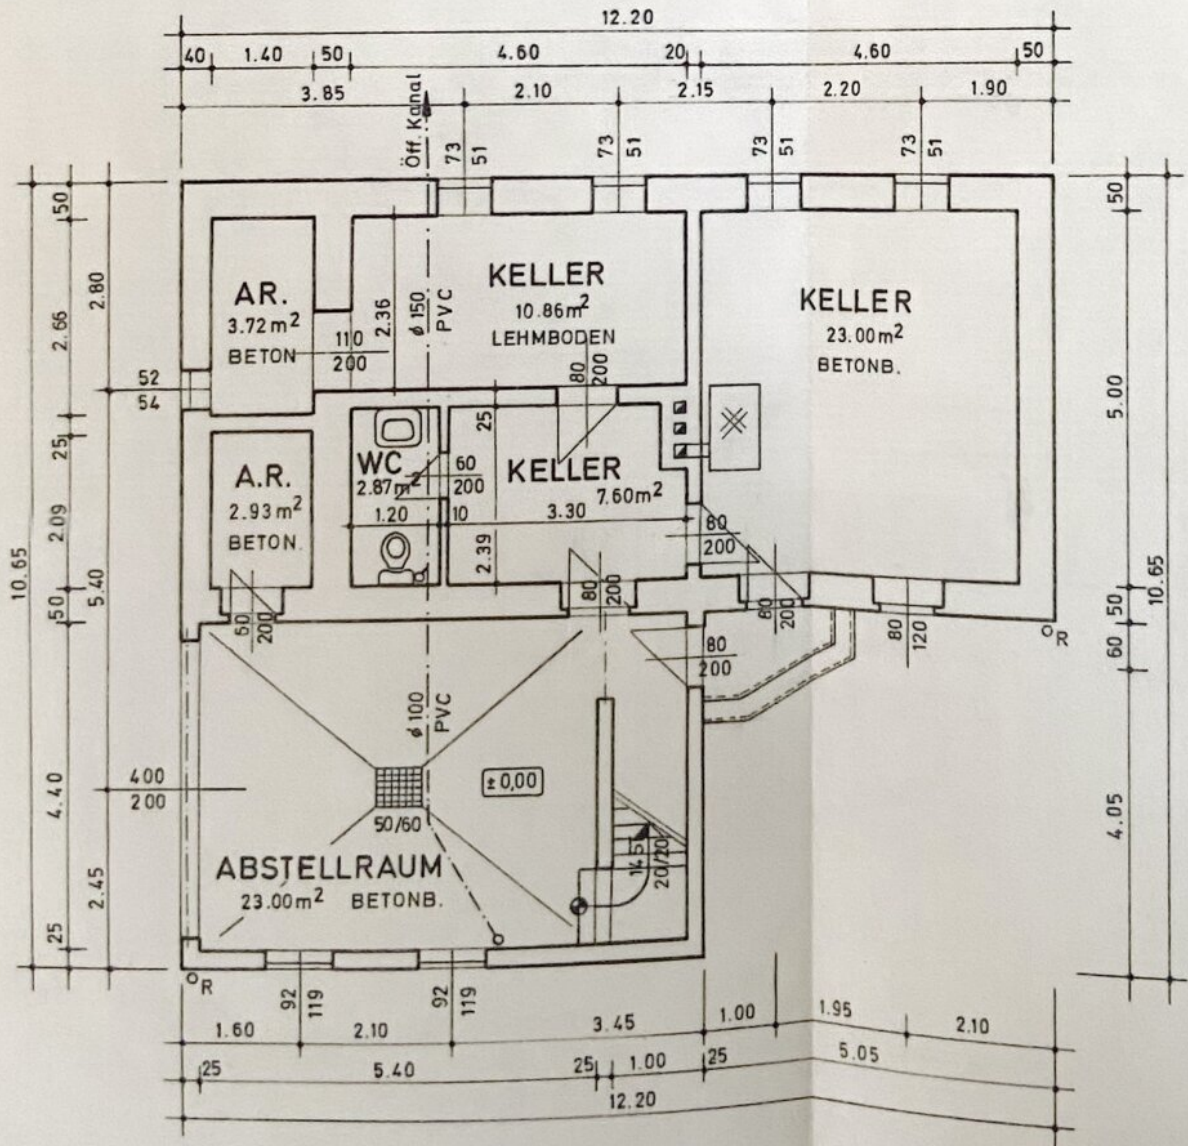 12.20
40 1.40 50 4.60 20 4.60 50
3.85 2.10 2.15 2.20 1.90
Öff. Kanal
73 51
73 51
73 51
73 51
50
2.80
2.66
25
2.09
5.40
50
10.65
4.40
2.45
25
52
54
400
200
AR.
3.72 m²
BETON
110
200
2.36
ø 150
PVC
KELLER
10.86 m²
LEHMBODEN
80
200
KELLER
23.00 m²
BETONB.
50
5.00
10.65
50
60
4.05
A.R.
2.93 m²
BETON.
WC
2.87 m²
1.20
60
200
10
25
KELLER
7.60 m²
3.30
2.39
80
200
80
200
80
200
80
120
R
200
80
200
ø 100
PVC
± 0,00
50/60
ABSTELLRAUM
23.00 m² BETONB.
20/20
R
92
119
92
119
1.60 2.10 3.45 1.00 1.95 2.10
25 5.40 25 1.00 25 5.05
12.20